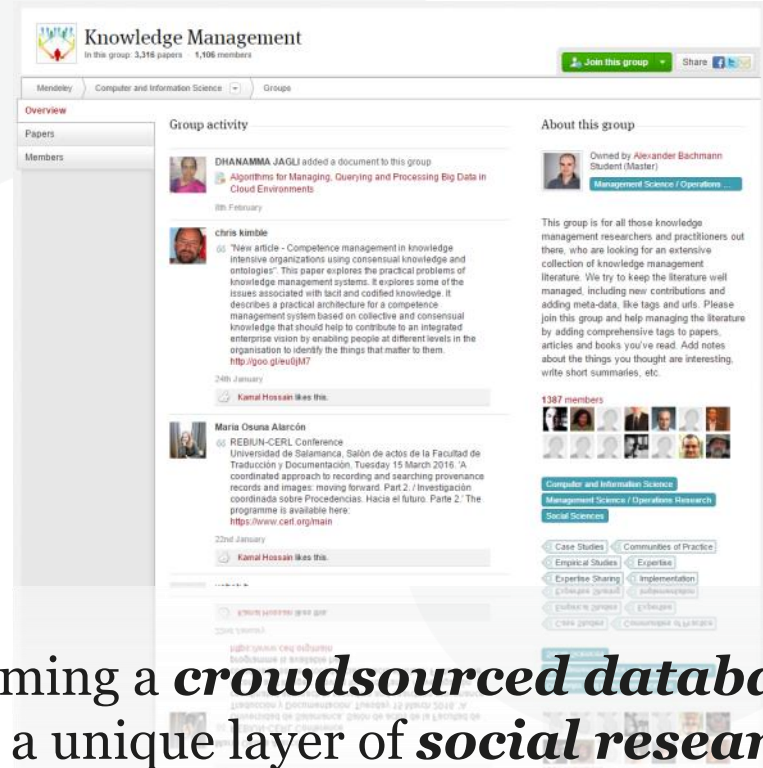 Knowledge Management
In this group: 3,316 papers · 1,106 members
Join this group
Share
Mendeley
Computer and Information Science
Groups
Overview
Papers
Members
Group activity
DHANAMMA JAGLI added a document to this group
Algorithms for Managing, Querying and Processing Big Data in
Cloud Environments
8th February
chris kimble
"New article - Competence management in knowledge
intensive organizations using consensual knowledge and
ontologies". This paper explores the practical problems of
knowledge management systems. It explores some of the
issues associated with tacit and codified knowledge. It
describes a practical architecture for a competence
management system based on collective and consensual
knowledge that should help to contribute to an integrated
enterprise vision by enabling people at different levels in the
organisation to identify the things that matter to them.
http://goo.gl/eu0jM7
24th January
Kamal Hossain likes this.
Maria Osuna Alarcón
REBIUN-CERL Conference
Universidad de Salamanca, Salón de actos de la Facultad de
Traducción y Documentación, Tuesday 15 March 2016. 'A
coordinated approach to recording and searching provenance
records and images: moving forward. Part 2. / Investigación
coordinada sobre Procedencias. Hacia el futuro. Parte 2.' The
programme is available here:
https://www.cerl.org/main
22nd January
Kamal Hossain likes this.
About this group
Owned by Alexander Bachmann
Student (Master)
Management Science / Operations ...
This group is for all those knowledge
management researchers and practitioners out
there, who are looking for an extensive
collection of knowledge management
literature. We try to keep the literature well
managed, including new contributions and
adding meta-data, like tags and urls. Please
join this group and help managing the literature
by adding comprehensive tags to papers,
articles and books you've read. Add notes
about the things you thought are interesting,
write short summaries, etc.
1387 members
Computer and Information Science
Management Science / Operations Research
Social Sciences
Case Studies
Communities of Practice
Empirical Studies
Expertise
Expertise Sharing
Implementation
ming a crowdsourced databa
a unique layer of social resear